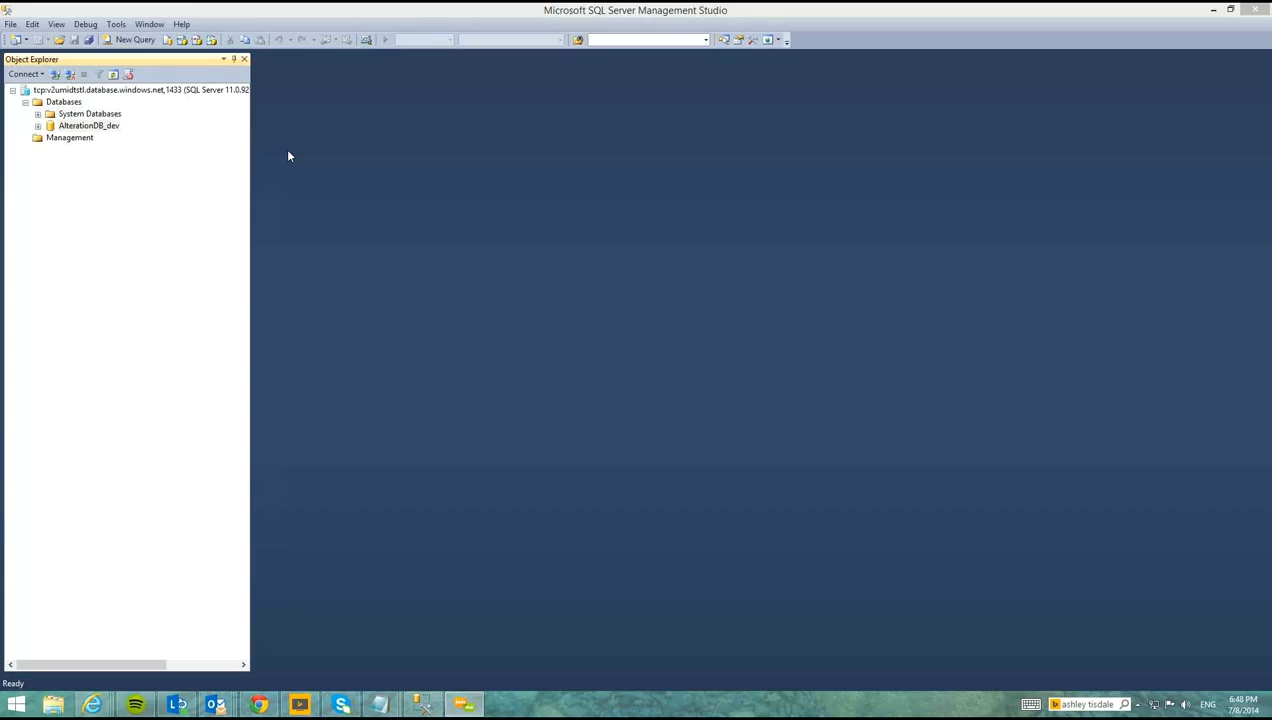 Microsoft SQL Server Management Studio
File Edit View Debug Tools Window Help
New Query
Object Explorer
Connect
tcp:v2umidtstl.database.windows.net,1433 (SQL Server 11.0.92
Databases
System Databases
AlterationDB_dev
Management
Ready
ashley tisdale
ENG
6:48 PM
7/8/2014